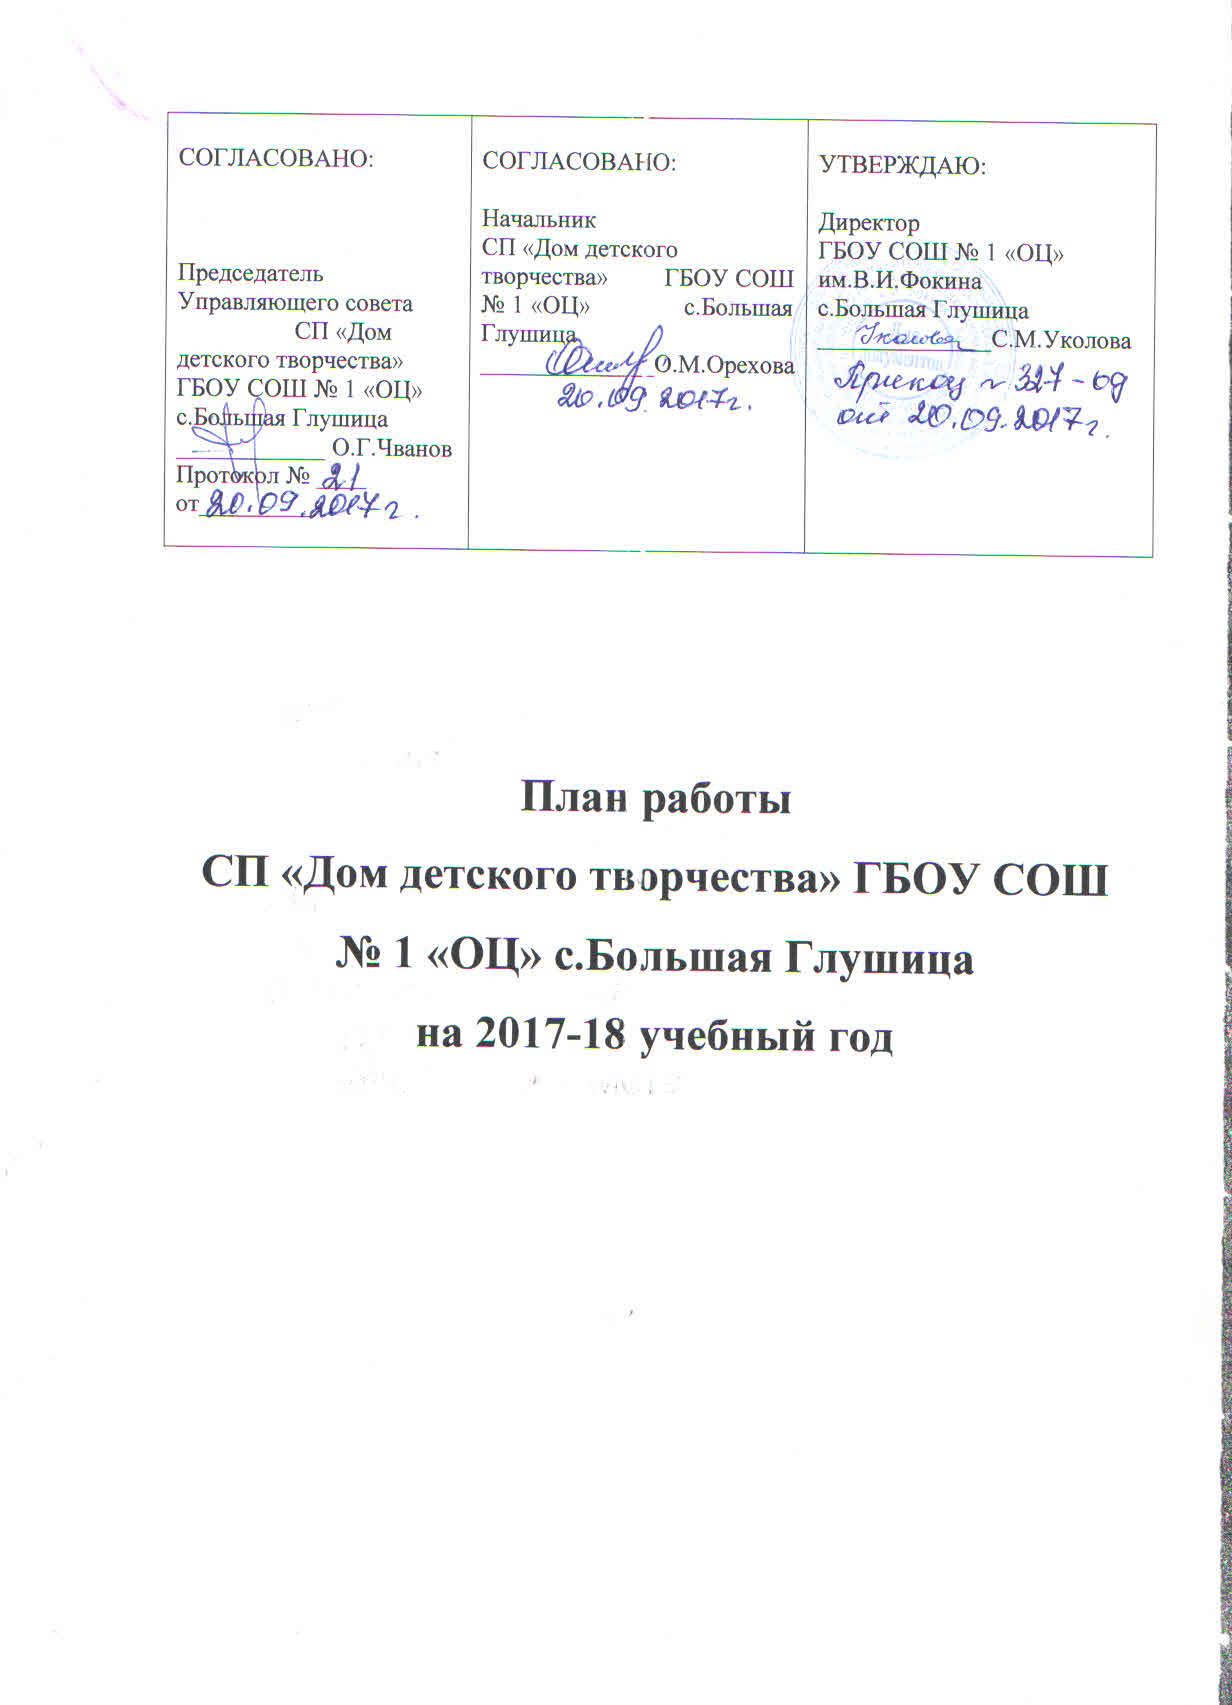 СОГЛАСОВАНО:
Председатель
Управляющего совета
СП «Дом
детского творчества»
ГБОУ СОШ № 1 «ОЦ»
с.Большая Глушица
О.Г.Чванов
Протокол № 21
от 20.09.2017г.
СОГЛАСОВАНО:
Начальник
СП «Дом детского
творчества» ГБОУ СОШ
№ 1 «ОЦ» с.Большая
Глушица
О.М.Орехова
20.09.2017г.
УТВЕРЖДАЮ:
Директор
ГБОУ СОШ № 1 «ОЦ»
им.В.И.Фокина
с.Большая Глушица
С.М.Уколова
Приказ № 327-од
от 20.09.2017г.
План работы
СП «Дом детского творчества» ГБОУ СОШ
№ 1 «ОЦ» с.Большая Глушица
на 2017-18 учебный год